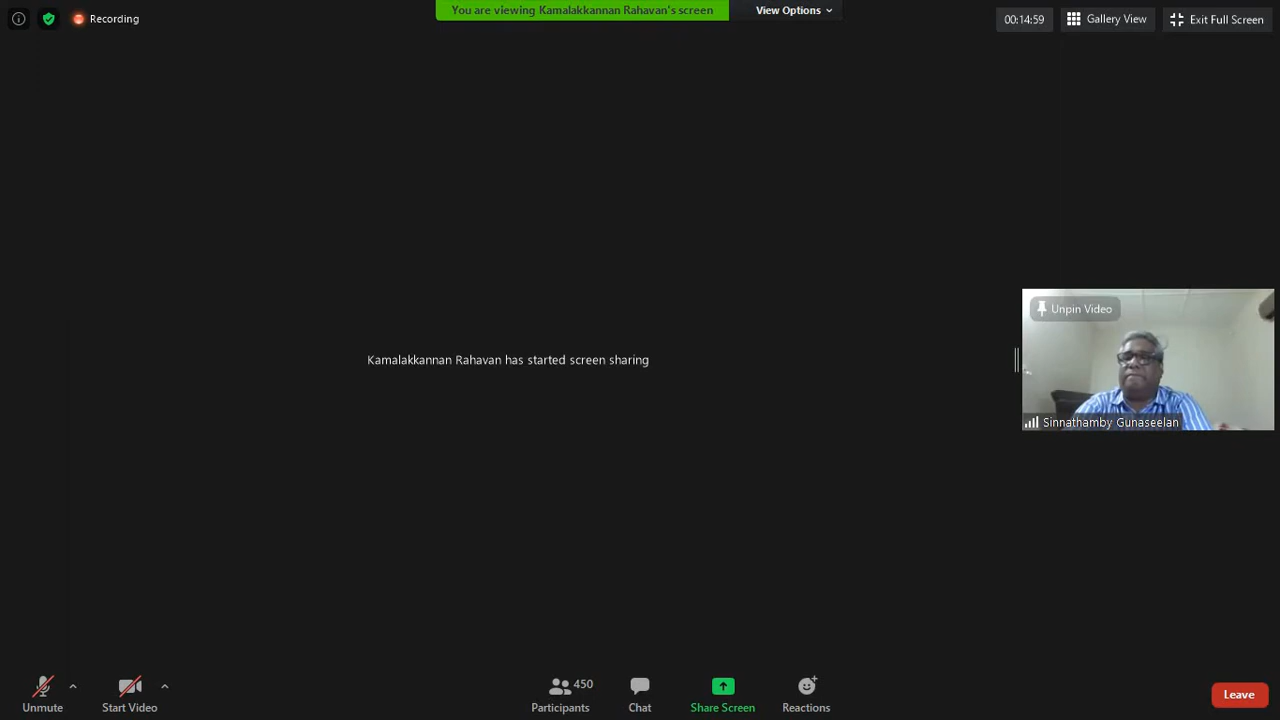 Recording
You are viewing Kamalakkannan Rahavan's screen
View Options
00:14:59
Gallery View
Exit Full Screen
Unpin Video
Kamalakkannan Rahavan has started screen sharing
Sinnathamby Gunaseelan
Unmute
Start Video
450
Participants
Chat
Share Screen
Reactions
Leave